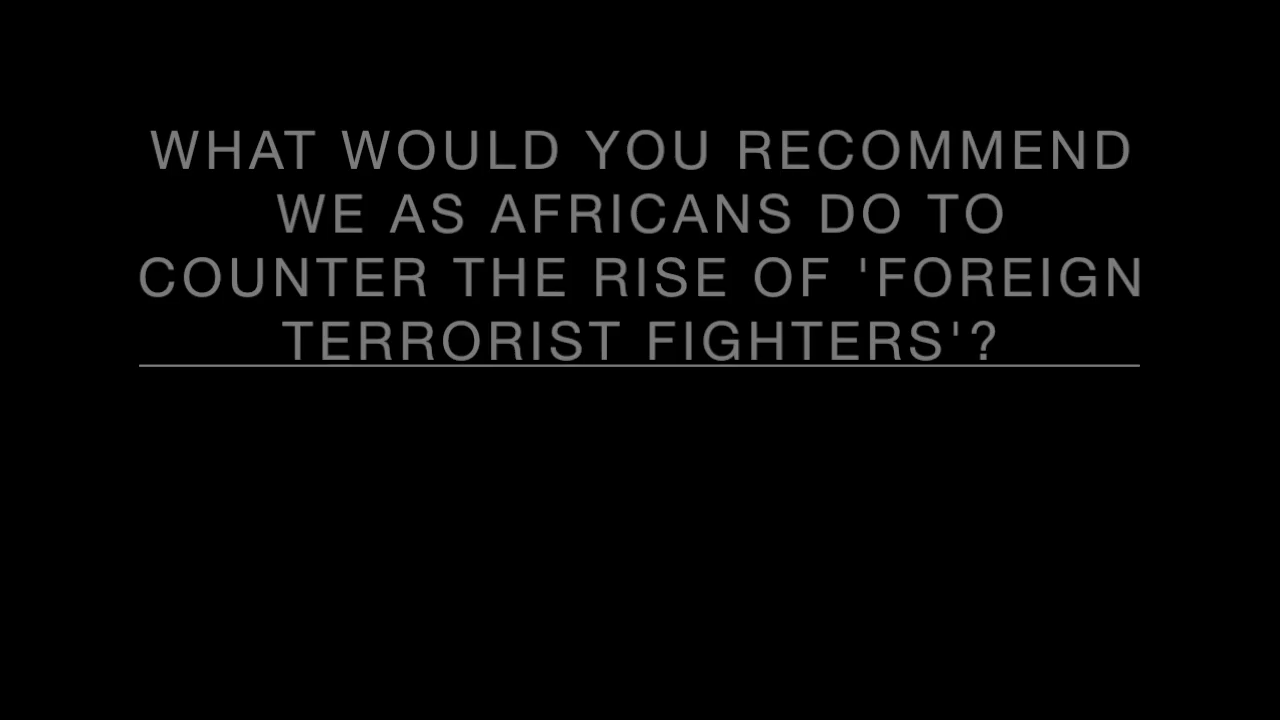 WHAT WOULD YOU RECOMMEND
WE AS AFRICANS DO TO
COUNTER THE RISE OF 'FOREIGN
TERRORIST FIGHTERS'?